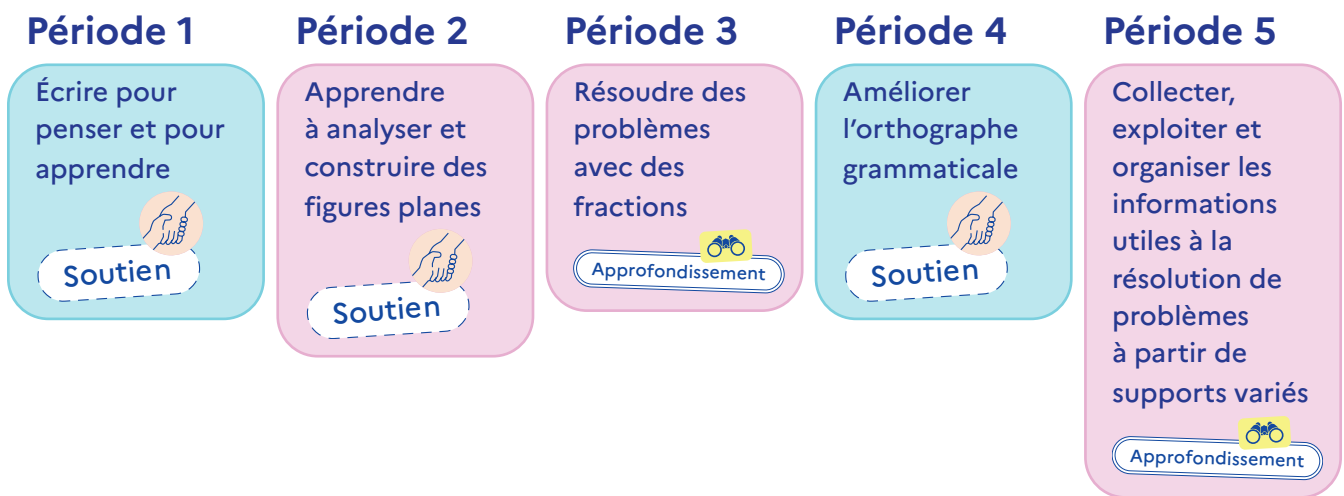 Période 1
Écrire pour
penser et pour
apprendre
Soutien
Période 2
Apprendre
à analyser et
construire des
figures planes
Soutien
Période 3
Résoudre des
problèmes
avec des
fractions
Approfondissement
Période 4
Améliorer
l’orthographe
grammaticale
Soutien
Période 5
Collecter,
exploiter et
organiser les
informations
utiles à la
résolution de
problèmes
à partir de
supports variés
Approfondissement